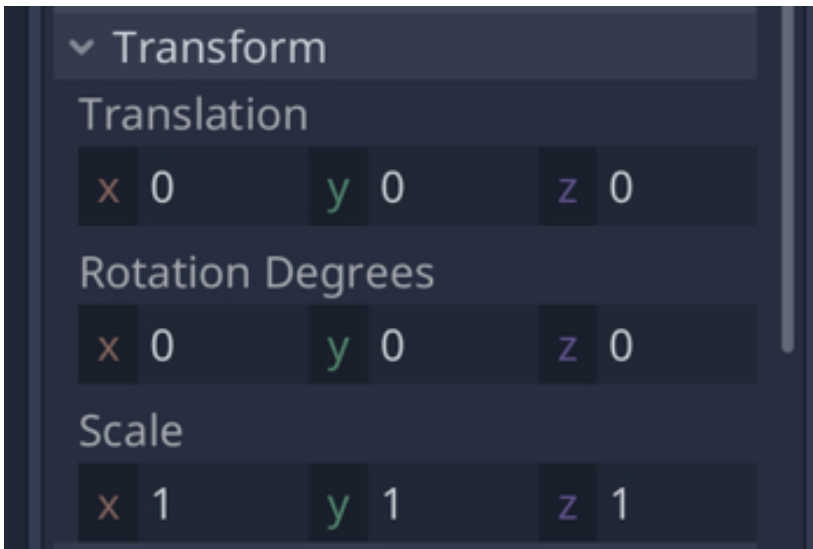 Transform
Translation
x 0 y 0 z 0
Rotation Degrees
x 0 y 0 z 0
Scale
x 1 y 1 z 1